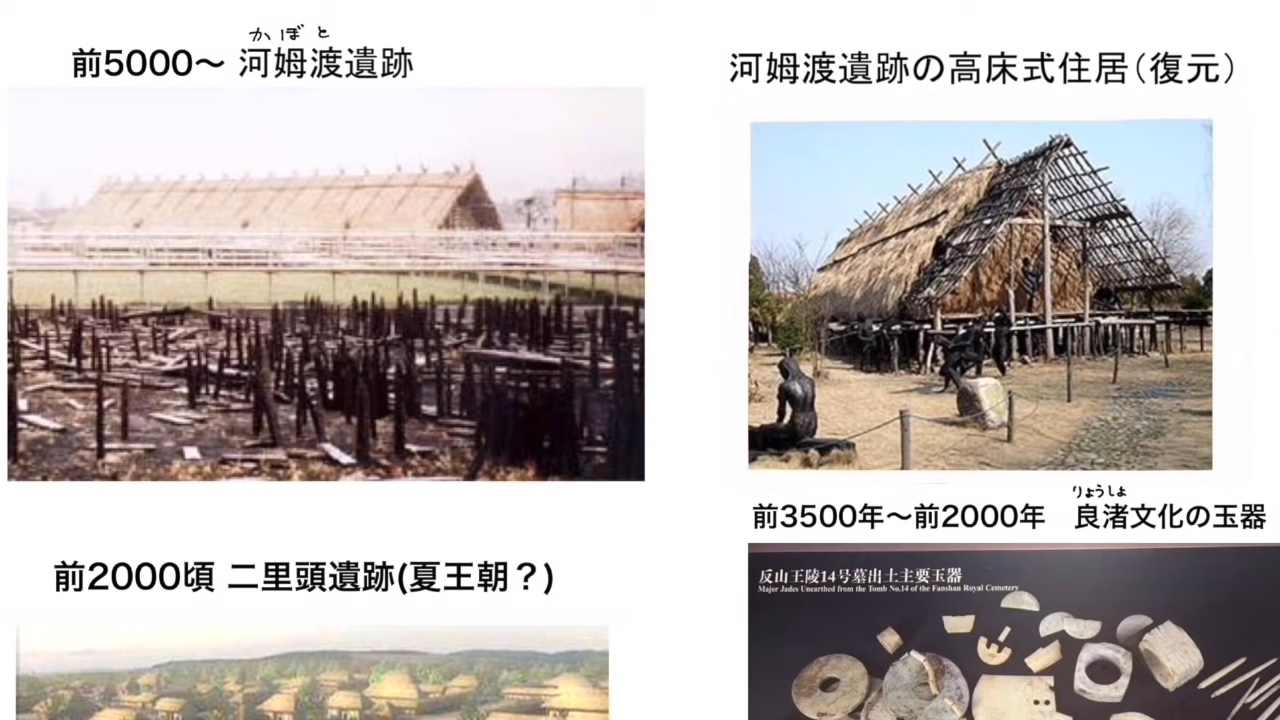 かぼと
前5000〜 河姆渡遺跡
河姆渡遺跡の高床式住居（復元）
りょうしょ
前3500年〜前2000年 良渚文化の玉器
前2000頃 二里頭遺跡(夏王朝？)
反山王陵14号墓出土主要玉器
Major Jades Unearthed from the Tomb No.14 of the Fanshan Royal Cemetery